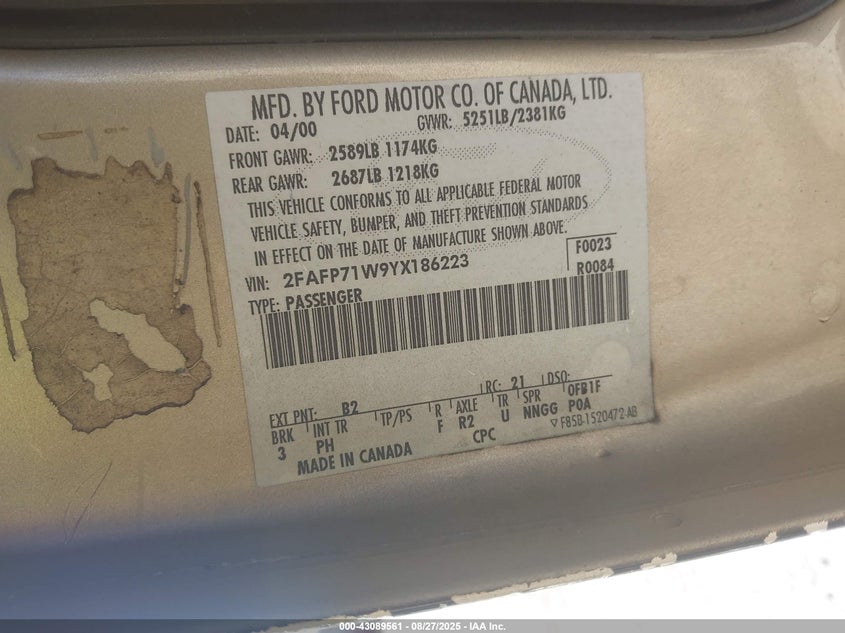 MFD. BY FORD MOTOR CO. OF CANADA, LTD.
DATE: 04/00 GVWR: 5251LB/2381KG
FRONT GAWR: 2589LB 1174KG
REAR GAWR: 2687LB 1218KG
THIS VEHICLE CONFORMS TO ALL APPLICABLE FEDERAL MOTOR
VEHICLE SAFETY, BUMPER, AND THEFT PREVENTION STANDARDS
IN EFFECT ON THE DATE OF MANUFACTURE SHOWN ABOVE.
VIN: 2FAFP71W9YX186223 F0023
TYPE: PASSENGER R0084
EXT PNT: B2 RC: 21 DSO:
BRK INT TR TP/PS R AXLE TR SPR 0FB1F
3 PH F R2 U NNGG POA
MADE IN CANADA CPC ▽F85B-1520472-AB
000-43089561 - 08/27/2025 - IAA Inc.